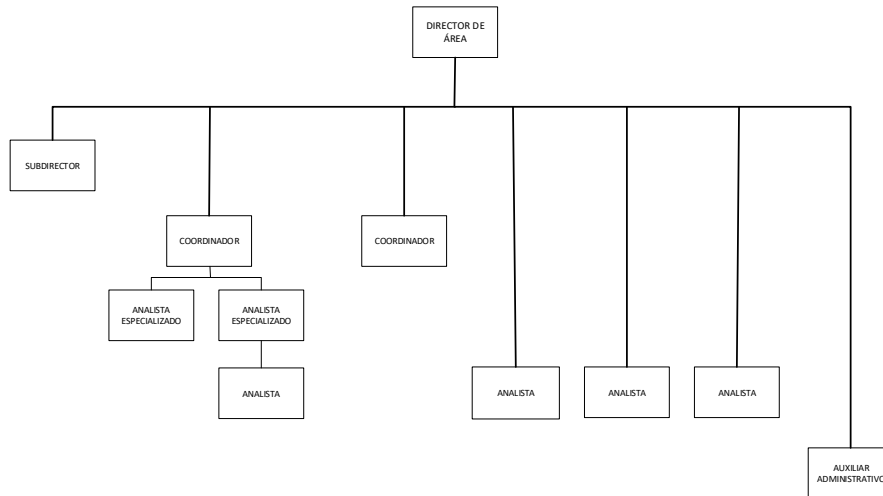 DIRECTOR DE
ÁREA
SUBDIRECTOR
COORDINADOR
COORDINADOR
ANALISTA
ESPECIALIZADO
ANALISTA
ESPECIALIZADO
ANALISTA
ANALISTA
ANALISTA
ANALISTA
AUXILIAR
ADMINISTRATIVO